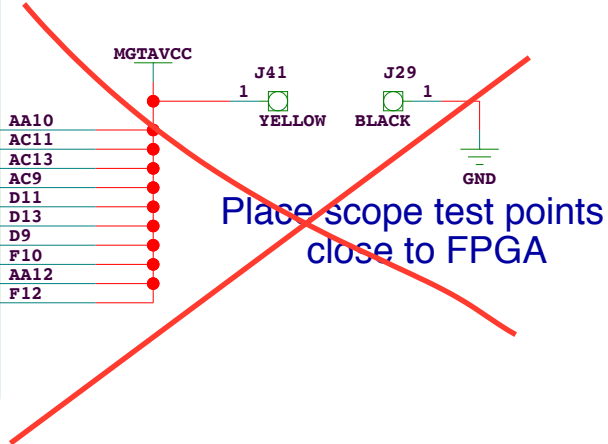 MGTAVCC
J41
J29
1
1
YELLOW
BLACK
AA10
AC11
AC13
AC9
D11
D13
D9
F10
AA12
F12
GND
Place scope test points
close to FPGA